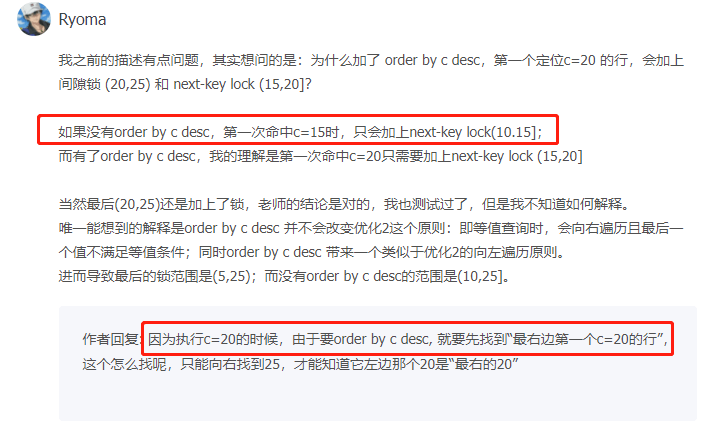 Ryoma
我之前的描述有点问题，其实想问的是：为什么加了 order by c desc，第一个定位c=20 的行，会加上
间隙锁 (20,25) 和 next-key lock (15,20]?
如果没有order by c desc，第一次命中c=15时，只会加上next-key lock(10.15]；
而有了order by c desc，我的理解是第一次命中c=20只需要加上next-key lock (15,20]
当然最后(20,25)还是加上了锁，老师的结论是对的，我也测试过了，但是我不知道如何解释。
唯一能想到的解释是order by c desc 并不会改变优化2这个原则：即等值查询时，会向右遍历且最后一
个值不满足等值条件；同时order by c desc 带来一个类似于优化2的向左遍历原则。
进而导致最后的锁范围是(5,25)；而没有order by c desc的范围是(10,25]。
作者回复: 因为执行c=20的时候，由于要order by c desc, 就要先找到“最右边第一个c=20的行”，
这个怎么找呢，只能向右找到25，才能知道它左边那个20是“最右的20”